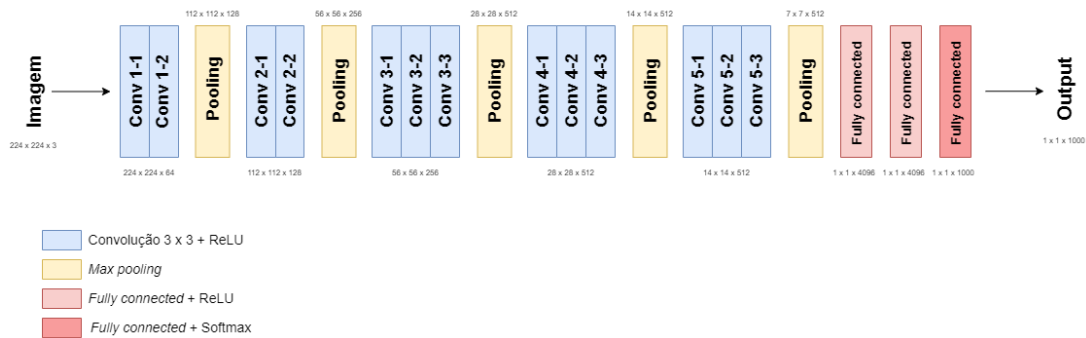 112 x 112 x 128
56 x 56 x 256
28 x 28 x 512
14 x 14 x 512
7 x 7 x 512
Imagem
224 x 224 x 3
Conv 1-1
Conv 1-2
Pooling
Conv 2-1
Conv 2-2
Pooling
Conv 3-1
Conv 3-2
Conv 3-3
Pooling
Conv 4-1
Conv 4-2
Conv 4-3
Pooling
Conv 5-1
Conv 5-2
Conv 5-3
Pooling
Fully connected
Fully connected
Fully connected
Output
1 x 1 x 1000
224 x 224 x 64
112 x 112 x 128
56 x 56 x 256
28 x 28 x 512
14 x 14 x 512
1 x 1 x 4096
1 x 1 x 4096
1 x 1 x 1000
Convolução 3 x 3 + ReLU
Max pooling
Fully connected + ReLU
Fully connected + Softmax